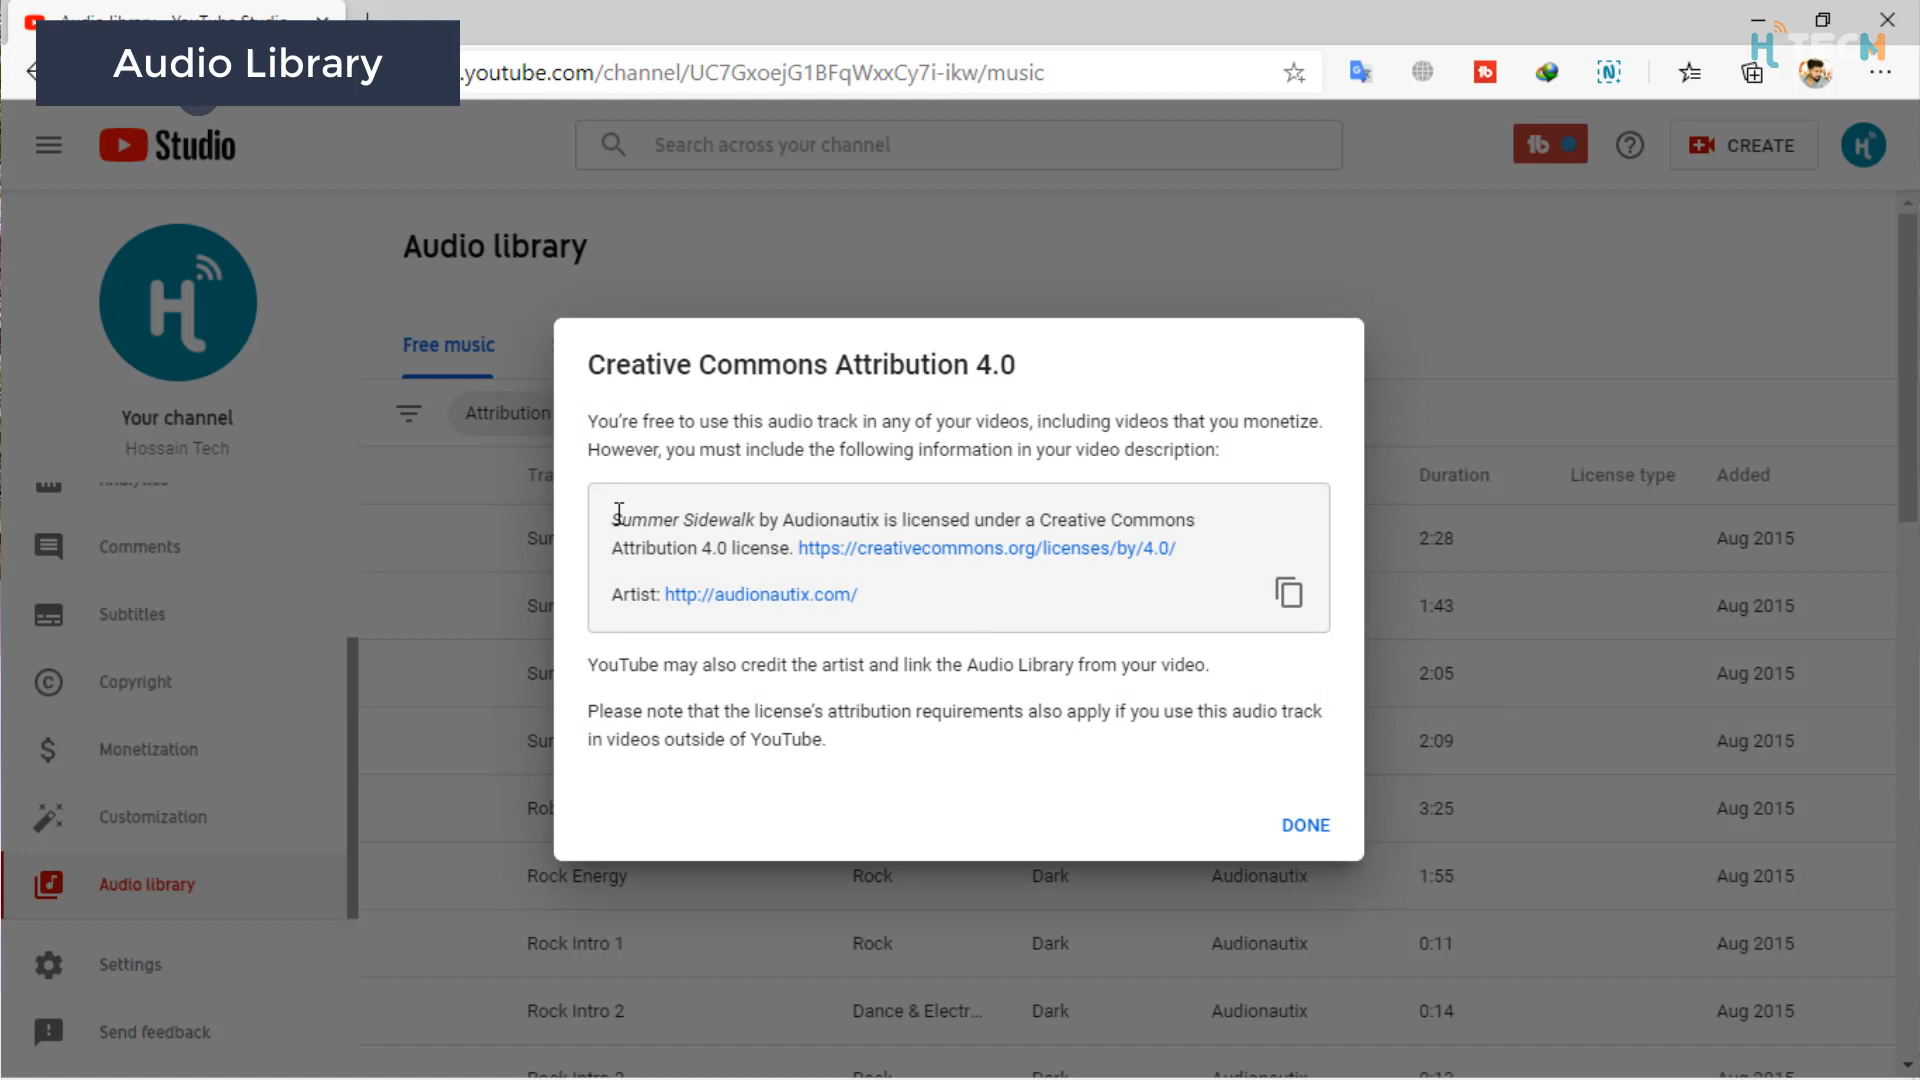 Audio Library
.youtube.com/channel/UC7GxoejG1BFqWxxCy7i-ikw/music
H TECH
Studio
Search across your channel
CREATE
Audio library
Free music
Your channel
Hossain Tech
Attribution
Creative Commons Attribution 4.0
You're free to use this audio track in any of your videos, including videos that you monetize.
However, you must include the following information in your video description:
Summer Sidewalk by Audionautix is licensed under a Creative Commons
Attribution 4.0 license. https://creativecommons.org/licenses/by/4.0/
Artist: http://audionautix.com/
YouTube may also credit the artist and link the Audio Library from your video.
Please note that the license's attribution requirements also apply if you use this audio track
in videos outside of YouTube.
DONE
Tra Duration License type Added
Sur 2:28 Aug 2015
Sur 1:43 Aug 2015
Sur 2:05 Aug 2015
Sur 2:09 Aug 2015
Rob 3:25 Aug 2015
Rock Energy Rock Dark Audionautix 1:55 Aug 2015
Rock Intro 1 Rock Dark Audionautix 0:11 Aug 2015
Rock Intro 2 Dance & Electr... Dark Audionautix 0:14 Aug 2015
Comments
Subtitles
Copyright
Monetization
Customization
Audio library
Settings
Send feedback